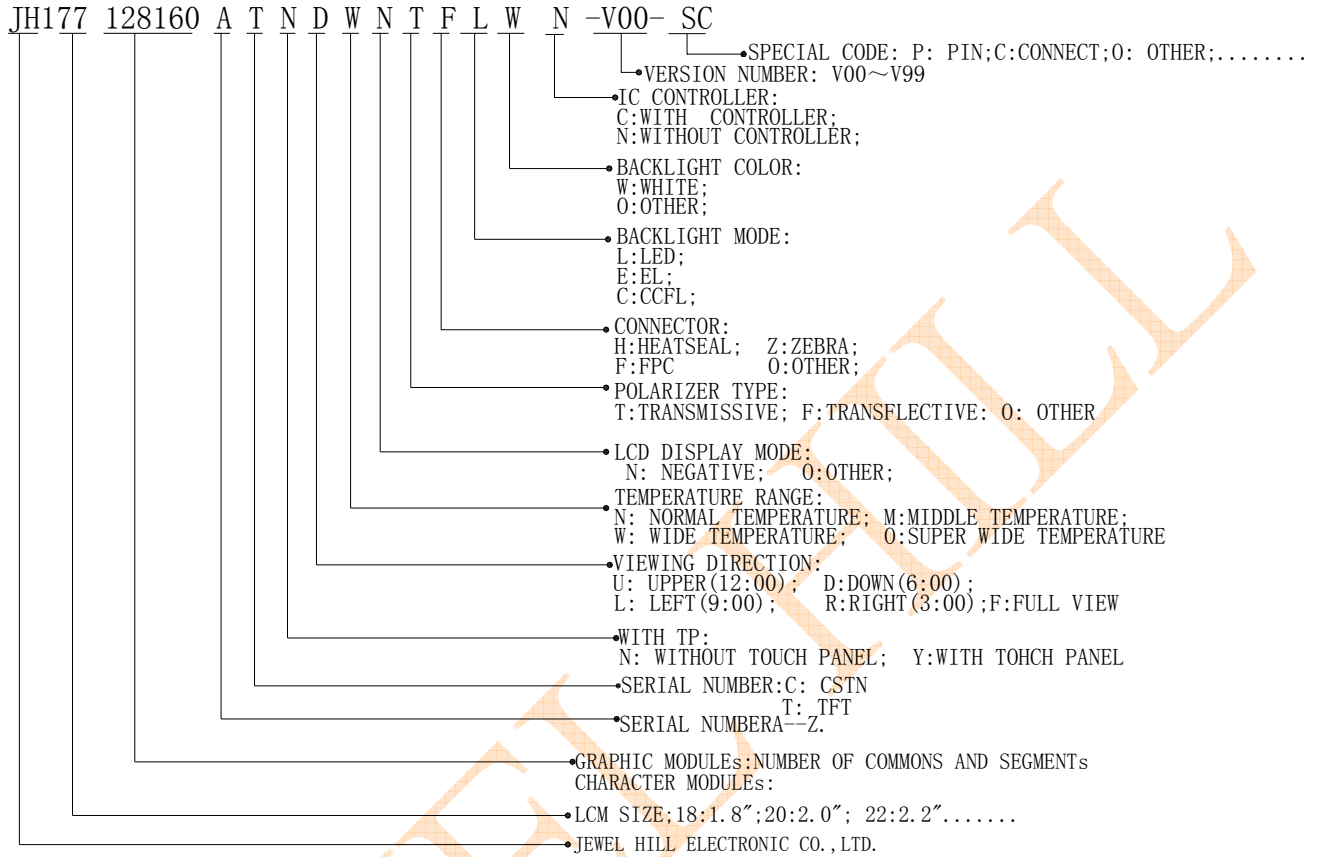 JH177 128160 A T N D W N T F L W N -V00- SC
SPECIAL CODE: P: PIN;C:CONNECT;O: OTHER;........
VERSION NUMBER: V00～V99
IC CONTROLLER:
C:WITH CONTROLLER;
N:WITHOUT CONTROLLER;
BACKLIGHT COLOR:
W:WHITE;
O:OTHER;
BACKLIGHT MODE:
L:LED;
E:EL;
C:CCFL;
CONNECTOR:
H:HEATSEAL; Z:ZEBRA;
F:FPC O:OTHER;
POLARIZER TYPE:
T:TRANSMISSIVE; F:TRANSFLECTIVE: O: OTHER
LCD DISPLAY MODE:
N: NEGATIVE; O:OTHER;
TEMPERATURE RANGE:
N: NORMAL TEMPERATURE; M:MIDDLE TEMPERATURE;
W: WIDE TEMPERATURE; O:SUPER WIDE TEMPERATURE
VIEWING DIRECTION:
U: UPPER(12:00); D:DOWN(6:00);
L: LEFT(9:00); R:RIGHT(3:00);F:FULL VIEW
WITH TP:
N: WITHOUT TOUCH PANEL; Y:WITH TOHCH PANEL
SERIAL NUMBER:C: CSTN
T: TFT
SERIAL NUMBERA--Z.
GRAPHIC MODULEs:NUMBER OF COMMONS AND SEGMENTs
CHARACTER MODULEs:
LCM SIZE;18:1.8″;20:2.0″; 22:2.2″.......
JEWEL HILL ELECTRONIC CO.,LTD.
EL HILL